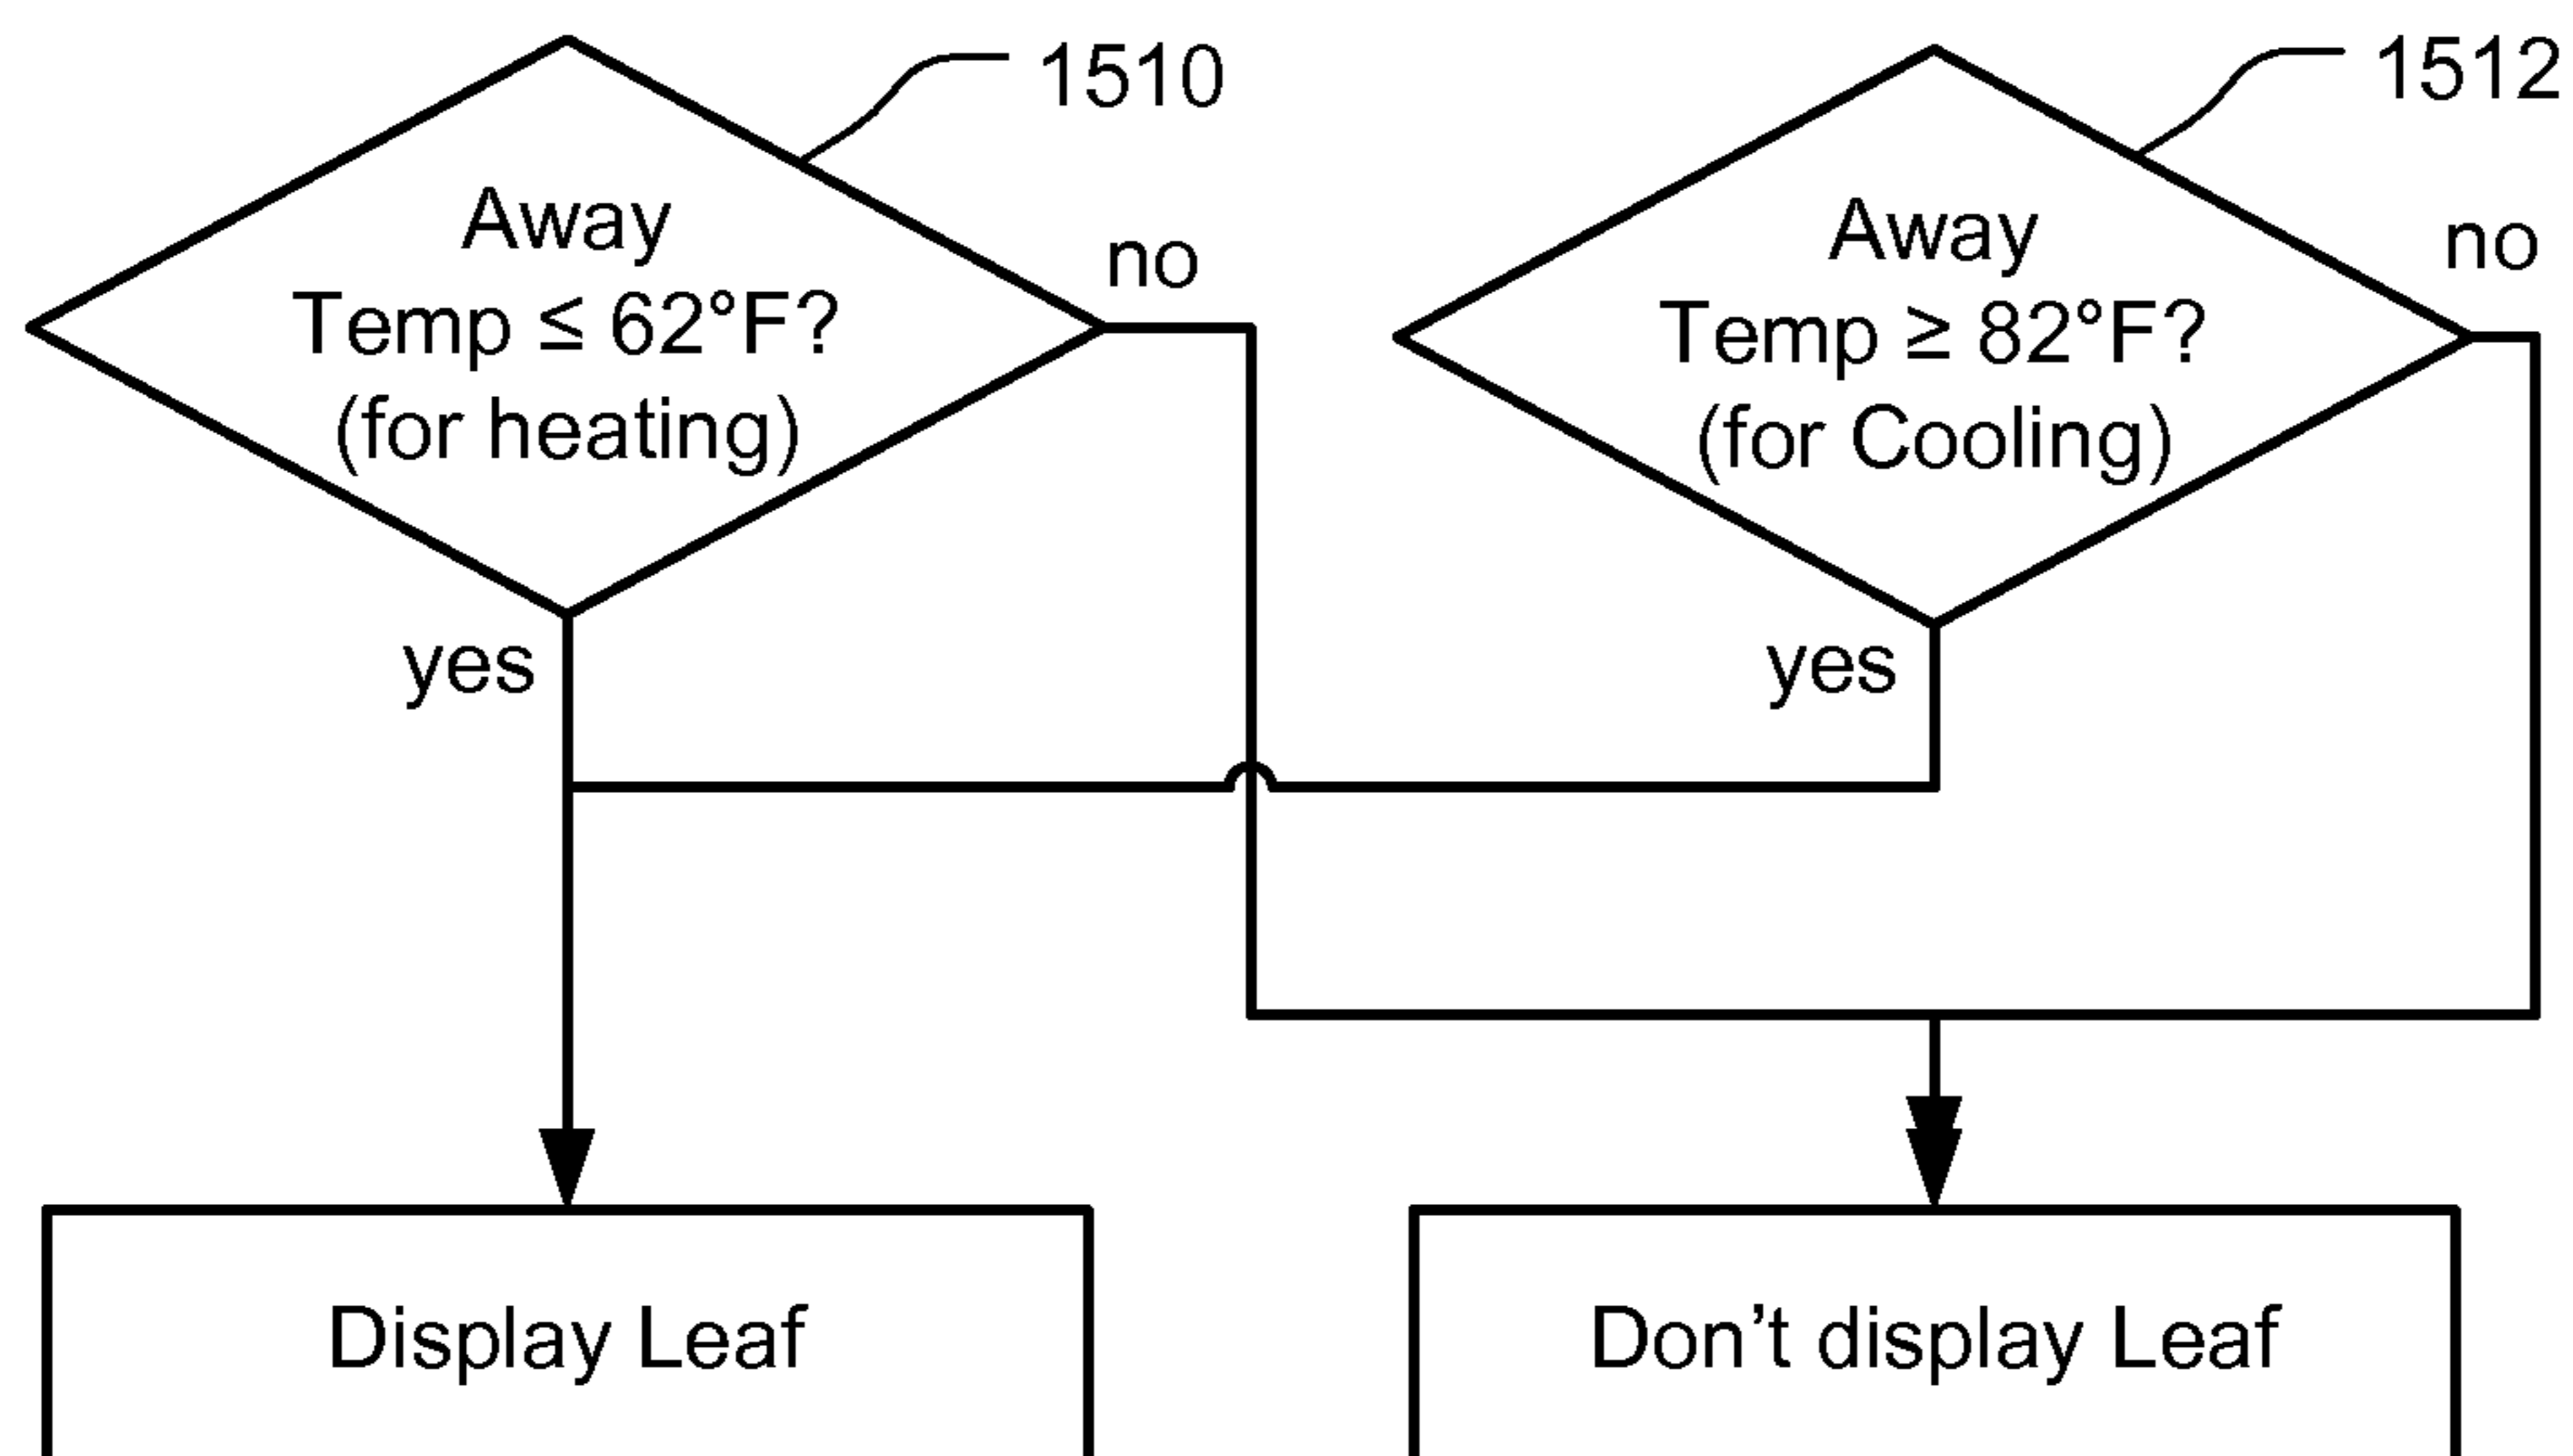 1510
Away
Temp ≤ 62°F?
(for heating)
no
yes
1512
Away
Temp ≥ 82°F?
(for Cooling)
no
yes
Display Leaf
Don’t display Leaf